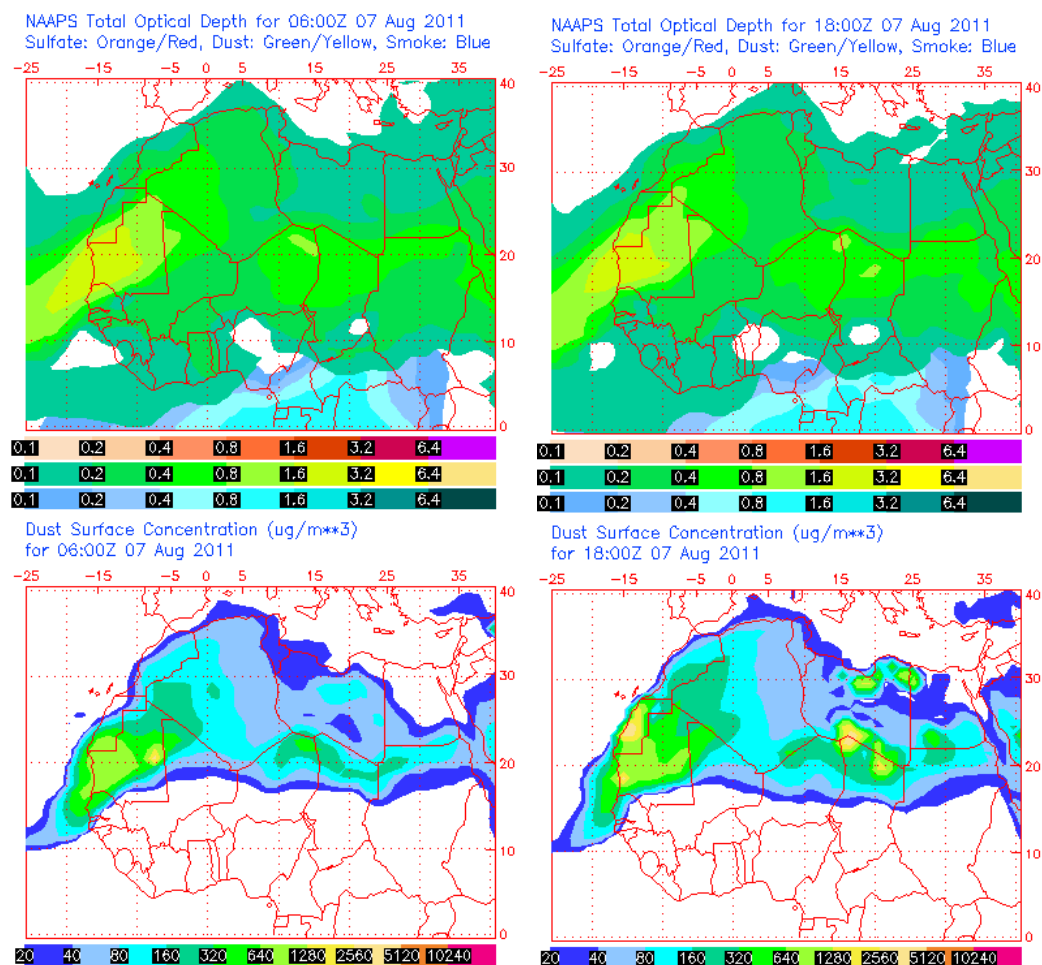 NAAPS Total Optical Depth for 06:00Z 07 Aug 2011
Sulfate: Orange/Red, Dust: Green/Yellow, Smoke: Blue
-25 -15 -5 0 5 15 25 35
40
30
20
10
0
0.1 0.2 0.4 0.8 1.6 3.2 6.4
0.1 0.2 0.4 0.8 1.6 3.2 6.4
0.1 0.2 0.4 0.8 1.6 3.2 6.4
NAAPS Total Optical Depth for 18:00Z 07 Aug 2011
Sulfate: Orange/Red, Dust: Green/Yellow, Smoke: Blue
-25 -15 -5 0 5 15 25 35
40
30
20
10
0
0.1 0.2 0.4 0.8 1.6 3.2 6.4
0.1 0.2 0.4 0.8 1.6 3.2 6.4
0.1 0.2 0.4 0.8 1.6 3.2 6.4
Dust Surface Concentration (ug/m**3)
for 06:00Z 07 Aug 2011
-25 -15 -5 0 5 15 25 35
40
30
20
10
0
20 40 80 160 320 640 1280 2560 5120 10240
Dust Surface Concentration (ug/m**3)
for 18:00Z 07 Aug 2011
-25 -15 -5 0 5 15 25 35
40
30
20
10
0
20 40 80 160 320 640 1280 2560 5120 10240